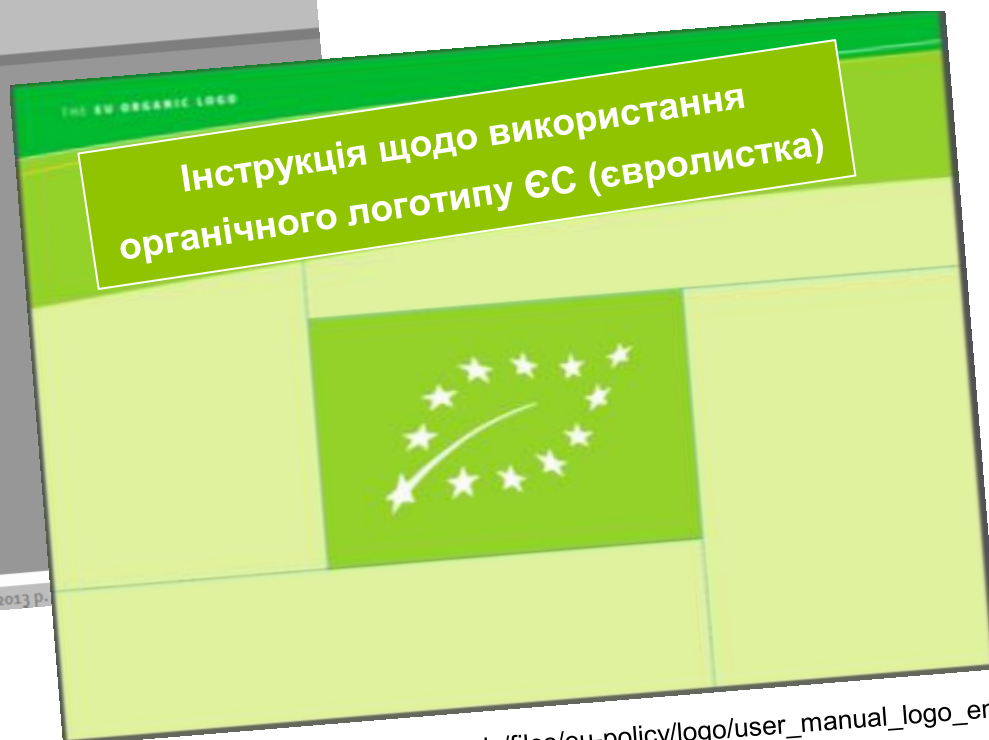 THE EU ORGANIC LOGO
Інструкція щодо використання
органічного логотипу ЄС (євролистка)
2013 р.
/files/eu-policy/logo/user_manual_logo_en